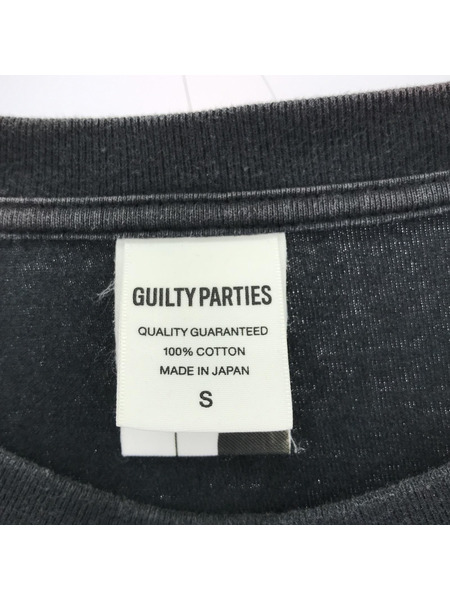 GUILTY PARTIES
QUALITY GUARANTEED
100% COTTON
MADE IN JAPAN
S